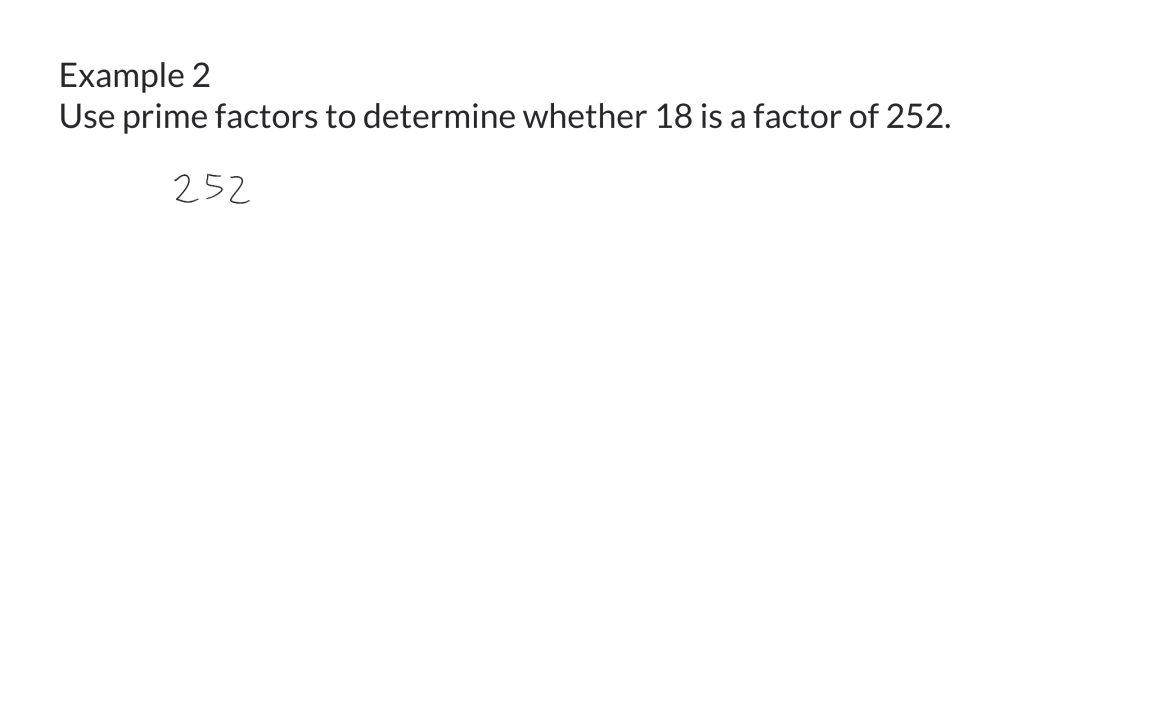 Example 2
Use prime factors to determine whether 18 is a factor of 252.
252